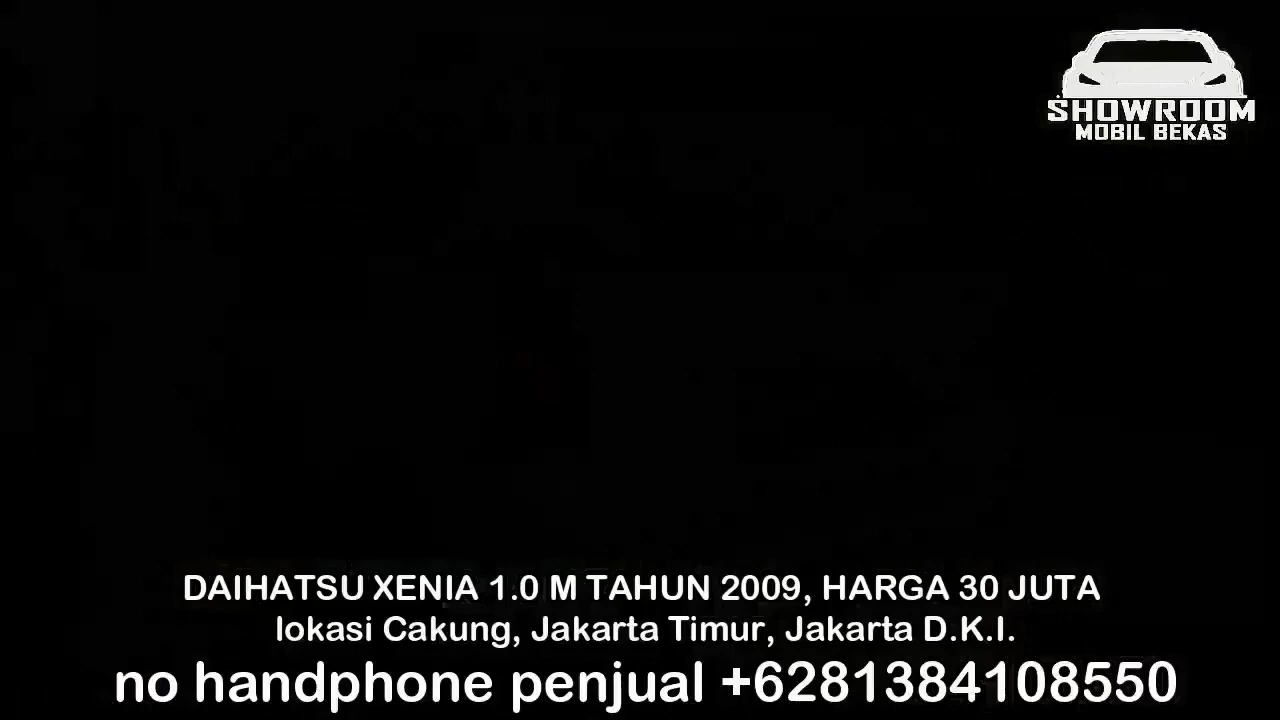 SHOWROOM
MOBIL BEKAS
DAIHATSU XENIA 1.0 M TAHUN 2009, HARGA 30 JUTA
lokasi Cakung, Jakarta Timur, Jakarta D.K.I.
no handphone penjual +6281384108550